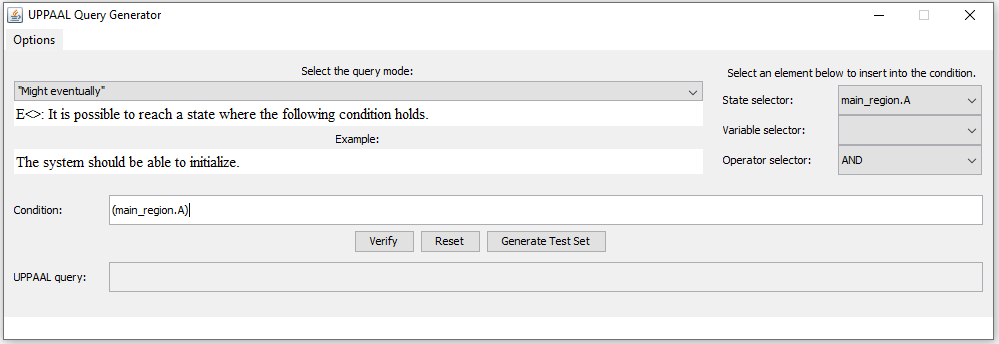 UPPAAL Query Generator
Options
Select the query mode:
"Might eventually"
E<>: It is possible to reach a state where the following condition holds.
Example:
The system should be able to initialize.
Select an element below to insert into the condition.
State selector: main_region.A
Variable selector:
Operator selector: AND
Condition: (main_region.A)
Verify Reset Generate Test Set
UPPAAL query: